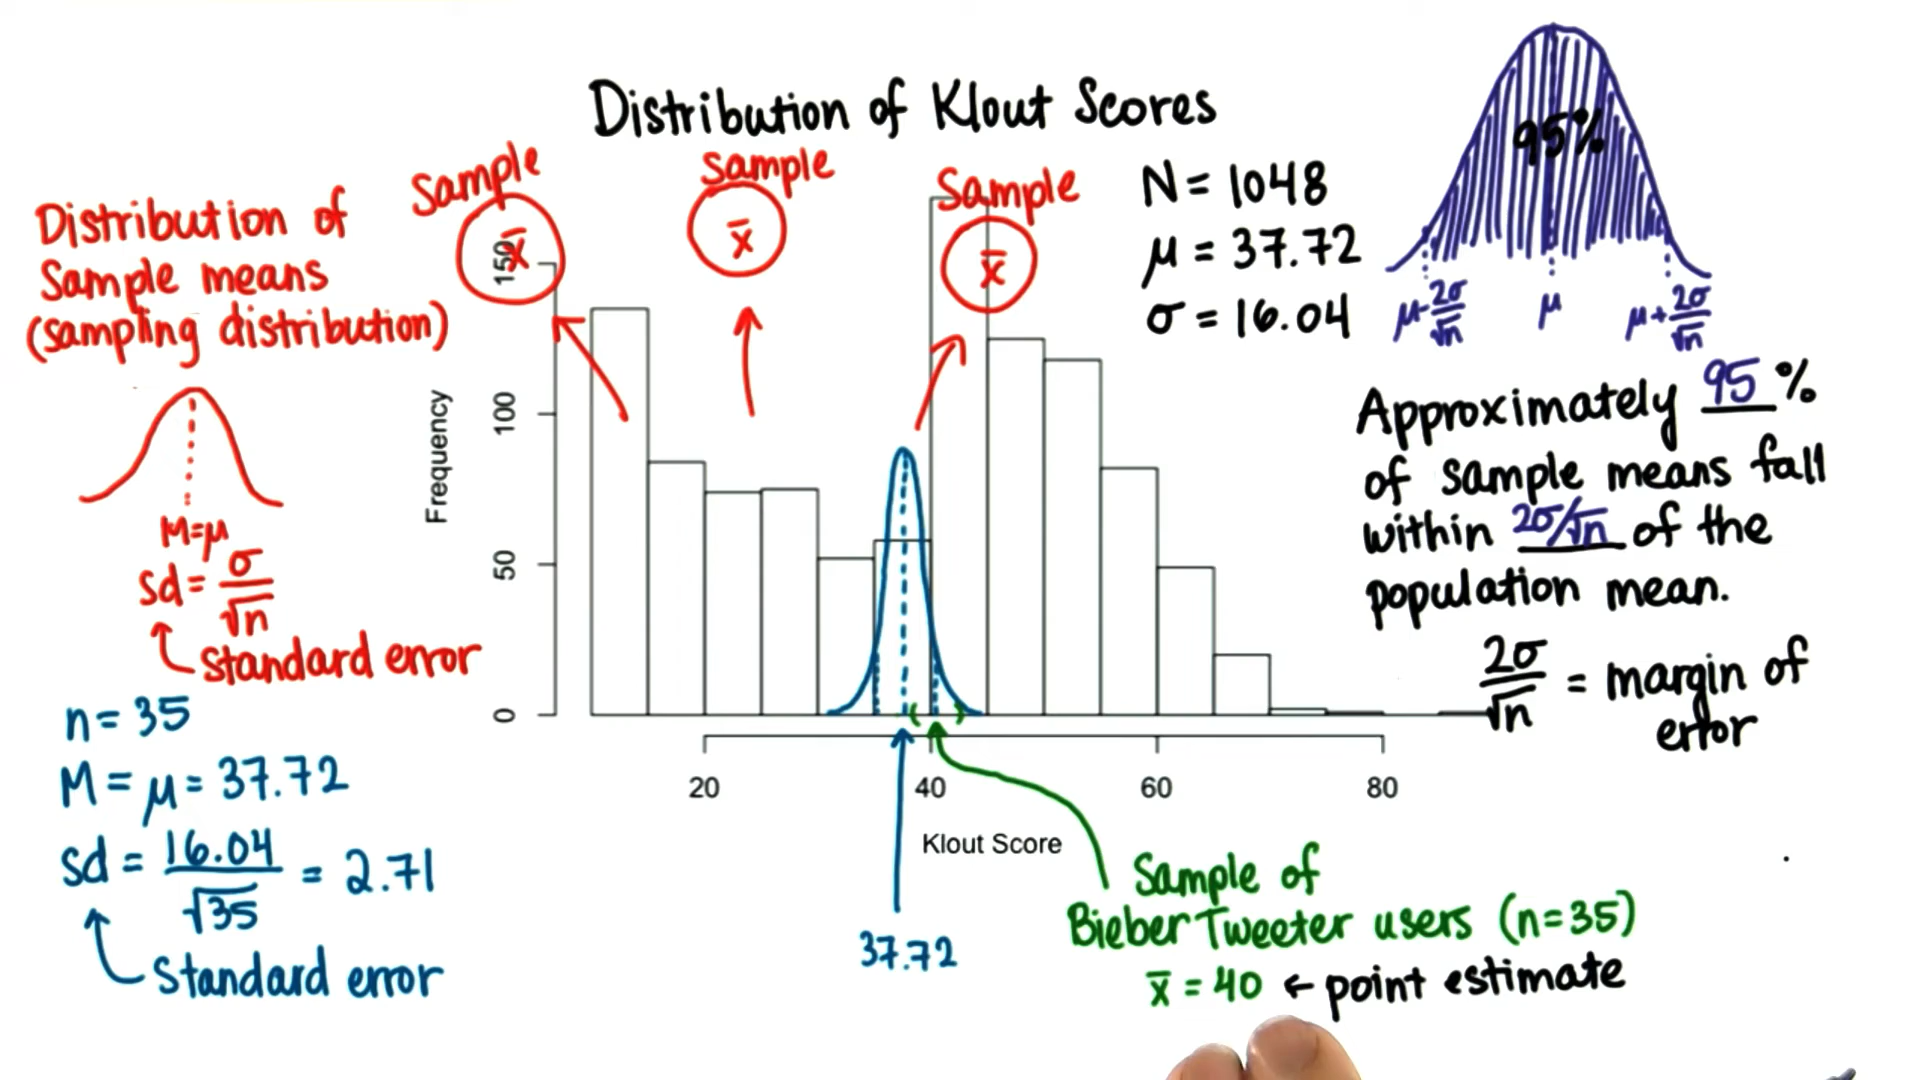 Distribution of Klout Scores
Distribution of
Sample means
(sampling distribution)
M=μ
sd= σ/√n
standard error
n= 35
M = μ = 37.72
sd = 16.04/√35 = 2.71
Standard error
Sample
x̄
Sample
x̄
Sample
x̄
Frequency
150
100
50
0
20
40
60
80
Klout Score
37.72
Sample of
Bieber Tweeter users (n=35)
x̄ = 40 ← point estimate
N = 1048
μ = 37.72
σ = 16.04
95%
μ-2σ/√n
μ
μ+2σ/√n
Approximately 95 %
of sample means fall
within 2σ/√n of the
population mean.
2σ/√n = margin of
error